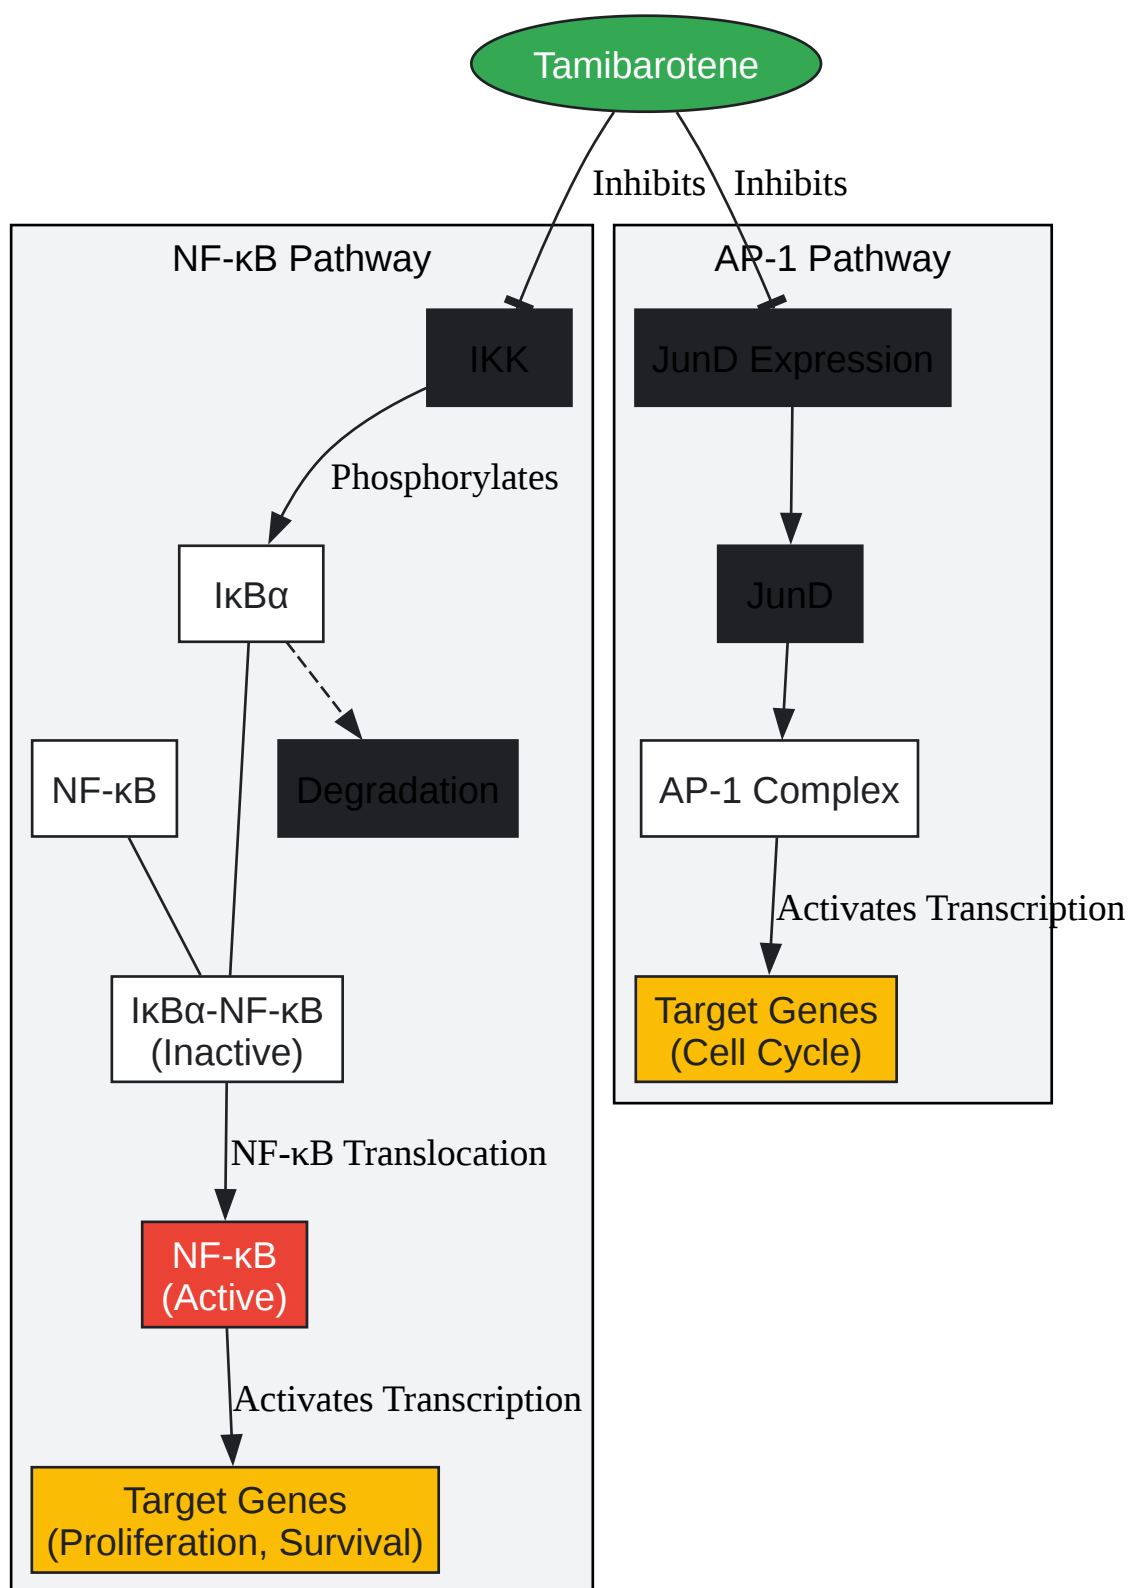 Tamibarotene
Inhibits
Inhibits
NF-κB Pathway
AP-1 Pathway
IKK
JunD Expression
Phosphorylates
IκBα
JunD
NF-κB
Degradation
AP-1 Complex
Activates Transcription
IκBα-NF-κB
(Inactive)
Target Genes
(Cell Cycle)
NF-κB Translocation
NF-κB
(Active)
Activates Transcription
Target Genes
(Proliferation, Survival)